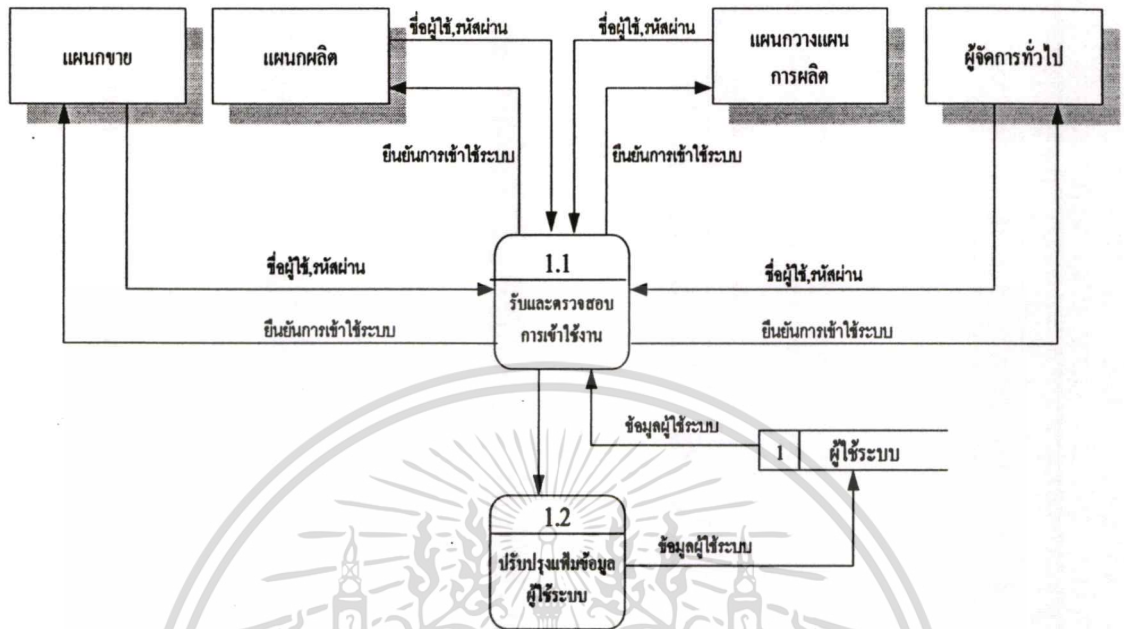 ชื่อผู้ใช้,รหัสผ่าน
ชื่อผู้ใช้,รหัสผ่าน
แผนกขาย
แผนกผลิต
แผนกวางแผน
การผลิต
ผู้จัดการทั่วไป
ยืนยันการเข้าใช้ระบบ
ยืนยันการเข้าใช้ระบบ
1.1
รับและตรวจสอบ
การเข้าใช้งาน
ชื่อผู้ใช้,รหัสผ่าน
ชื่อผู้ใช้,รหัสผ่าน
ยืนยันการเข้าใช้ระบบ
ยืนยันการเข้าใช้ระบบ
ข้อมูลผู้ใช้ระบบ
1 ผู้ใช้ระบบ
1.2
ปรับปรุงแฟ้มข้อมูล
ผู้ใช้ระบบ
ข้อมูลผู้ใช้ระบบ